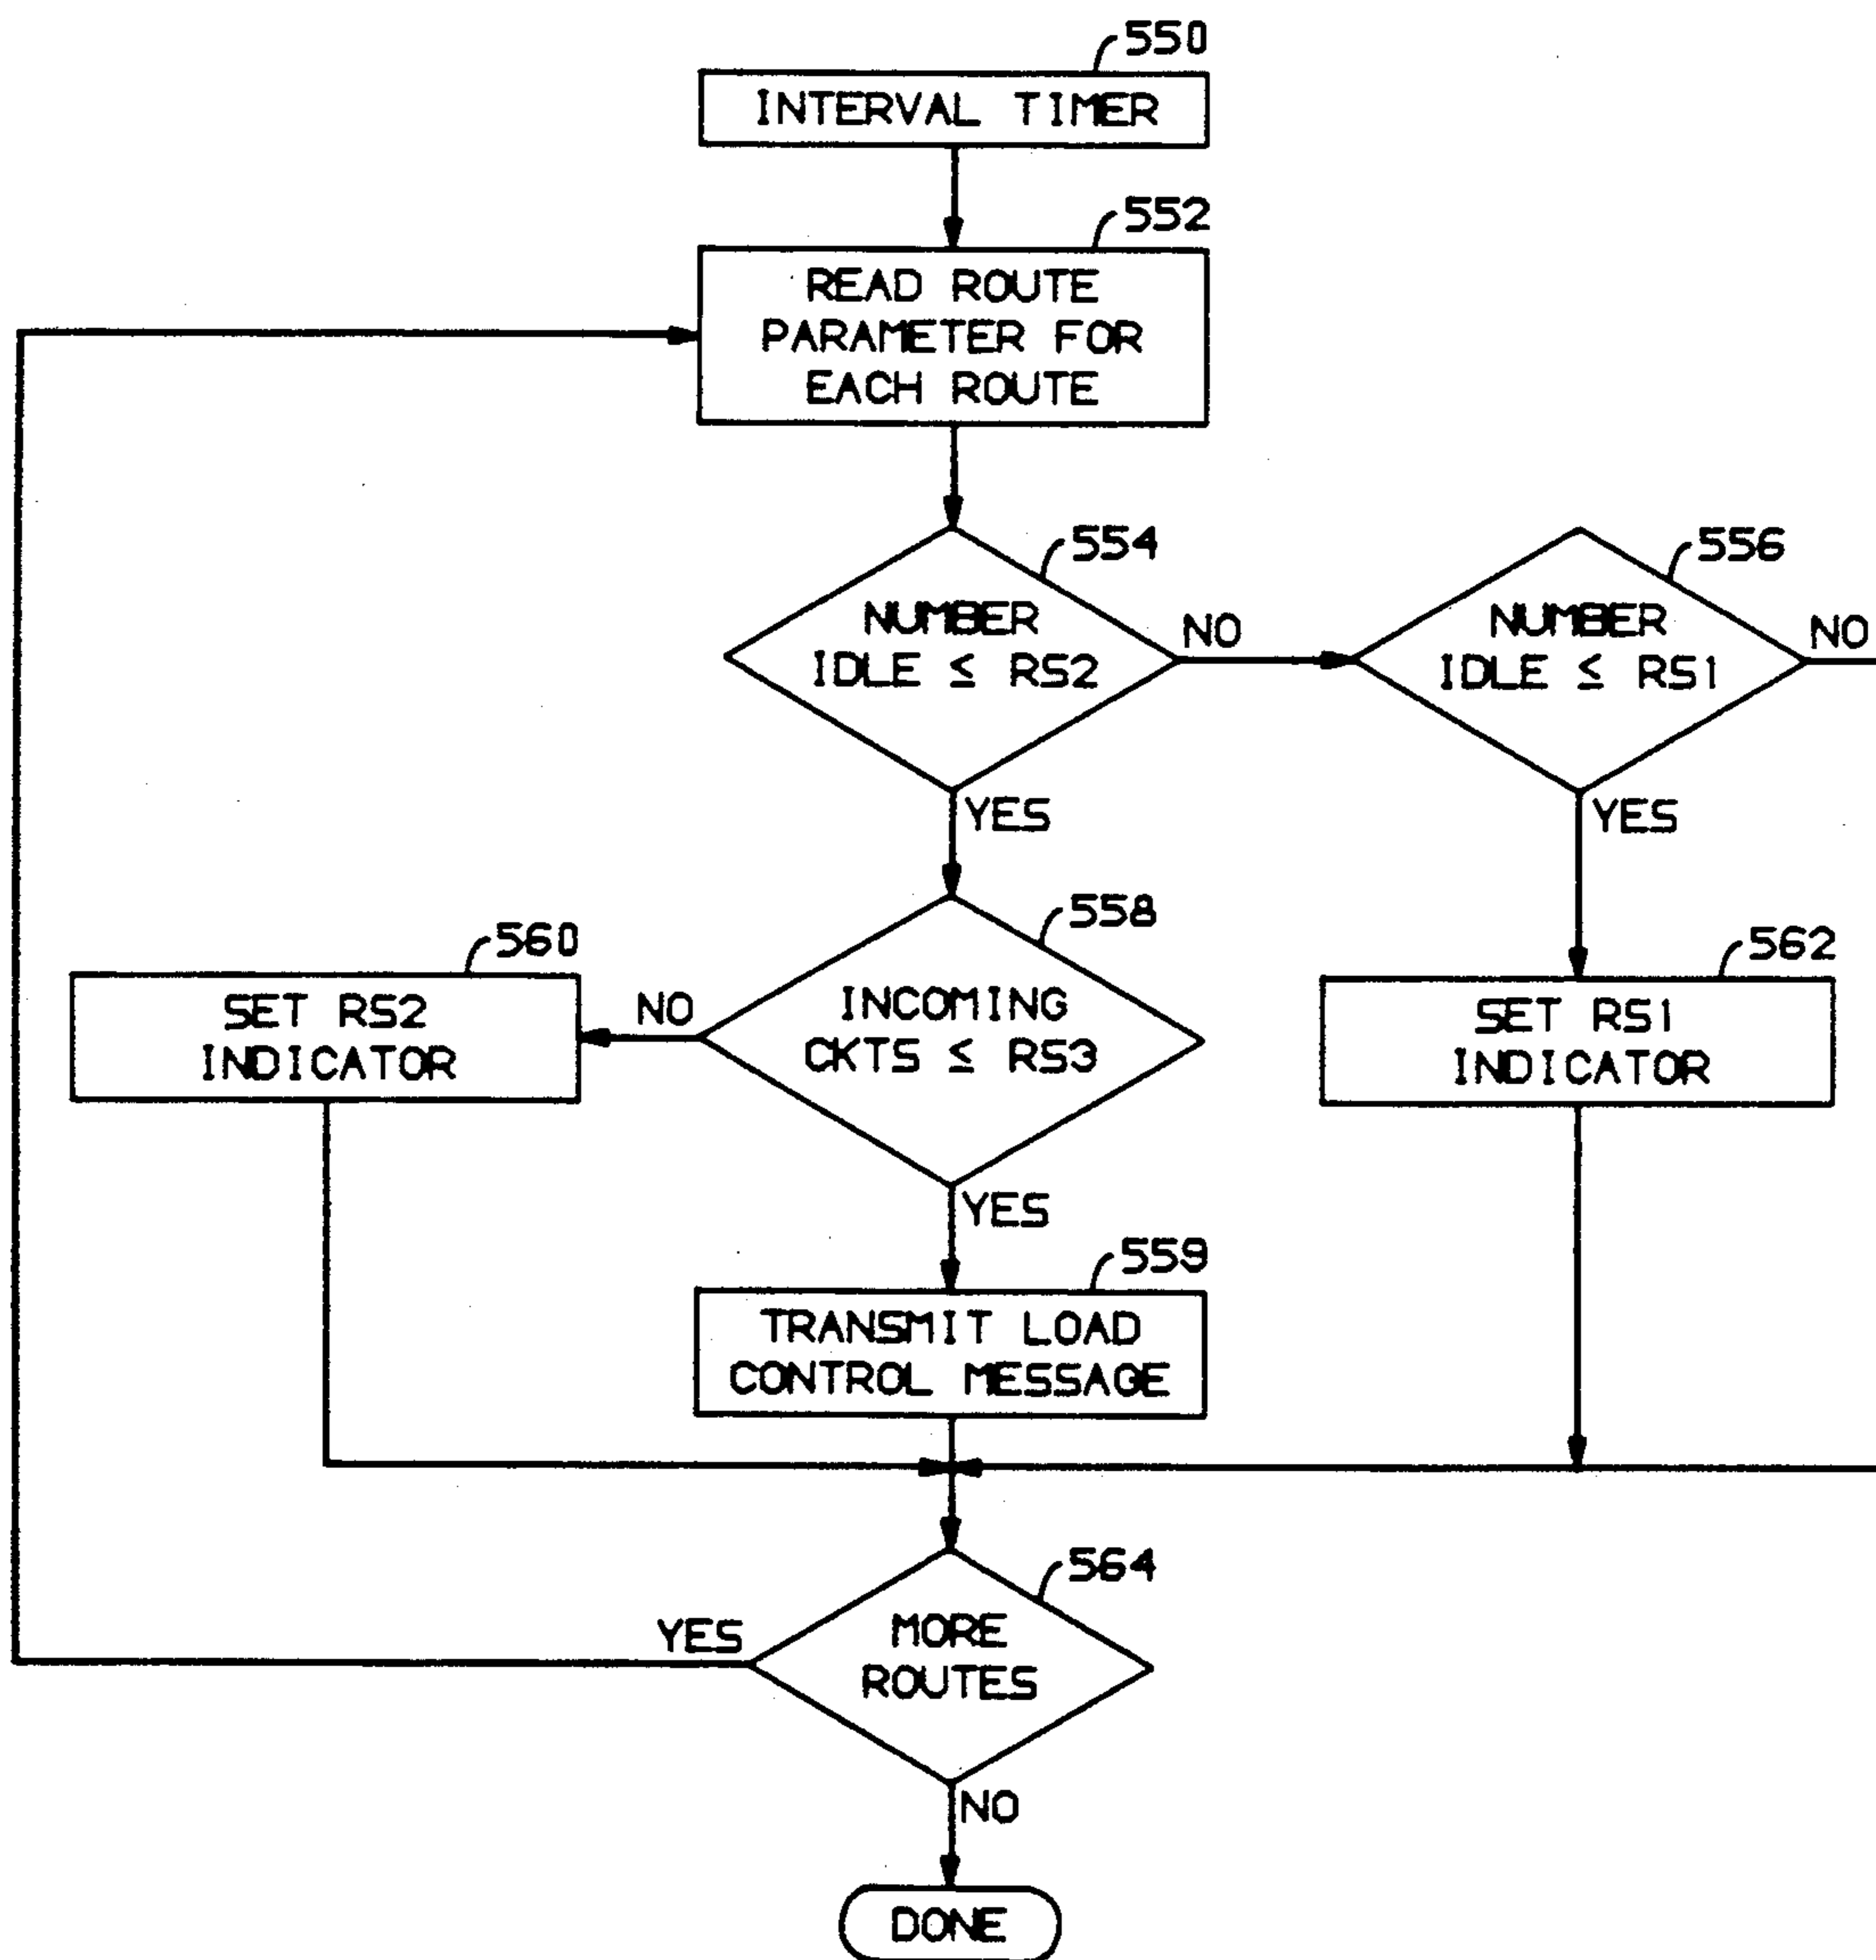 550
INTERVAL TIMER
552
READ ROUTE
PARAMETER FOR
EACH ROUTE
554
NUMBER
IDLE ≤ RS2
NO
YES
556
NUMBER
IDLE ≤ RS1
NO
YES
558
INCOMING
CKTS ≤ RS3
NO
YES
560
SET RS2
INDICATOR
562
SET RS1
INDICATOR
559
TRANSMIT LOAD
CONTROL MESSAGE
564
MORE
ROUTES
YES
NO
DONE